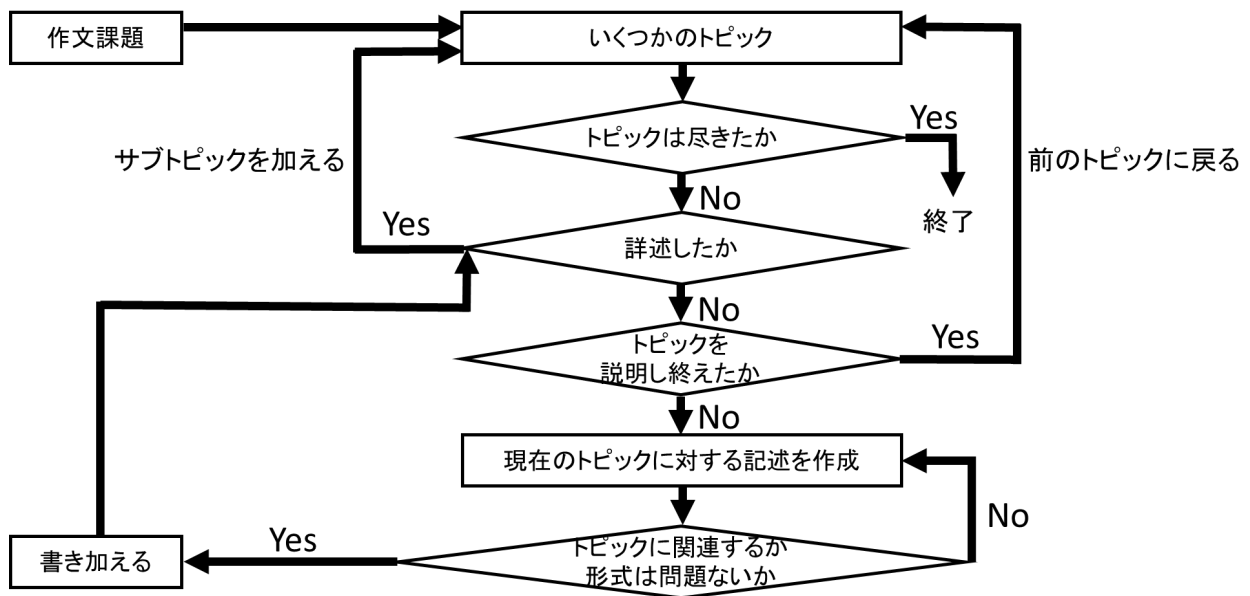 作文課題
いくつかのトピック
トピックは尽きたか
Yes
終了
サブトピックを加える
前のトピックに戻る
No
Yes
詳述したか
No
トピックを
説明し終えたか
Yes
No
現在のトピックに対する記述を作成
No
トピックに関連するか
形式は問題ないか
Yes
書き加える